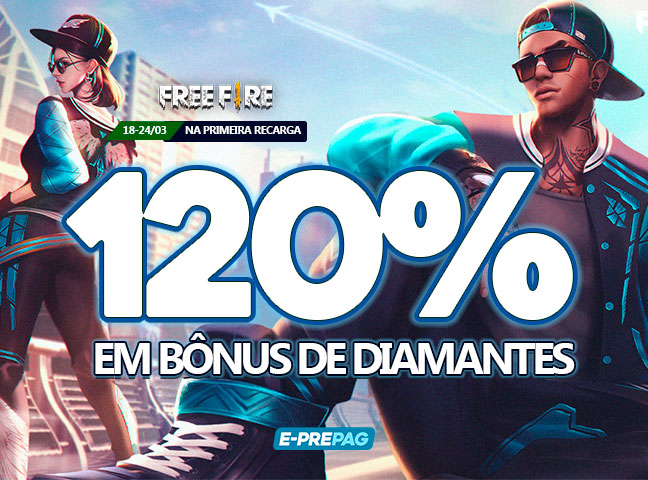 FREE FIRE
18-24/03 NA PRIMEIRA RECARGA
120%
EM BÔNUS DE DIAMANTES
E-PREPAG